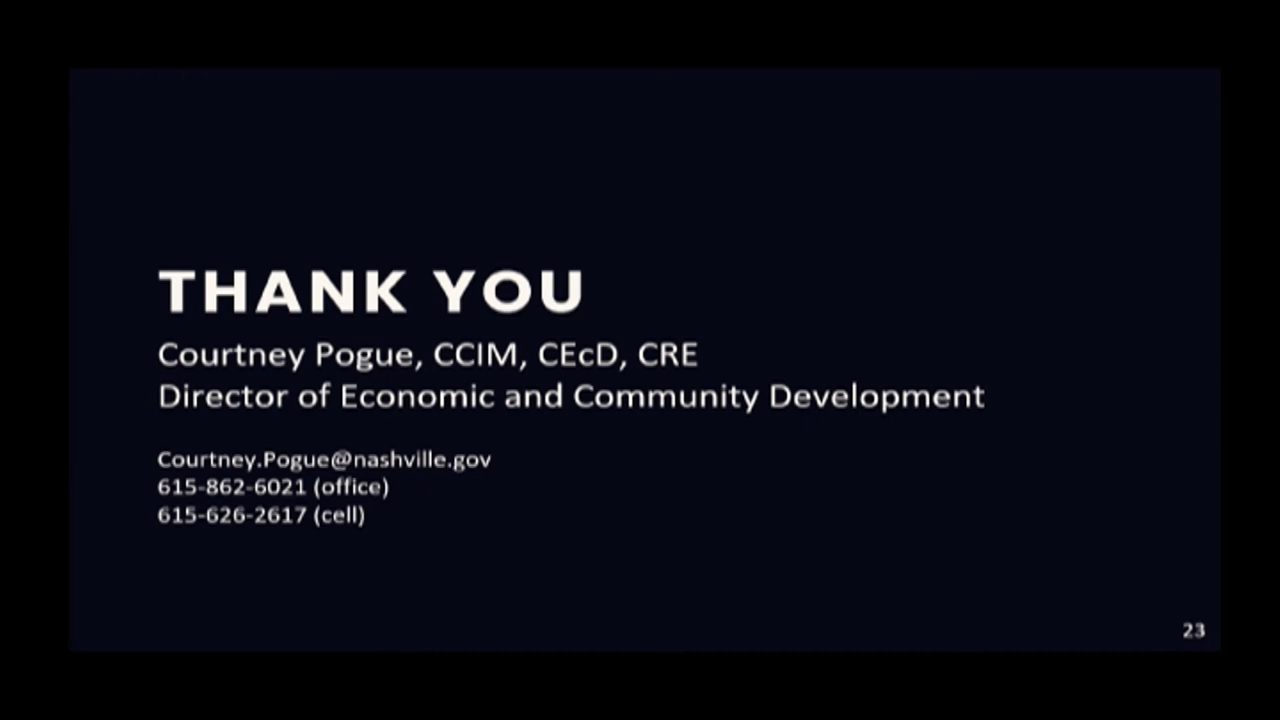 THANK YOU
Courtney Pogue, CCIM, CEcD, CRE
Director of Economic and Community Development
Courtney.Pogue@nashville.gov
615-862-6021 (office)
615-626-2617 (cell)
23